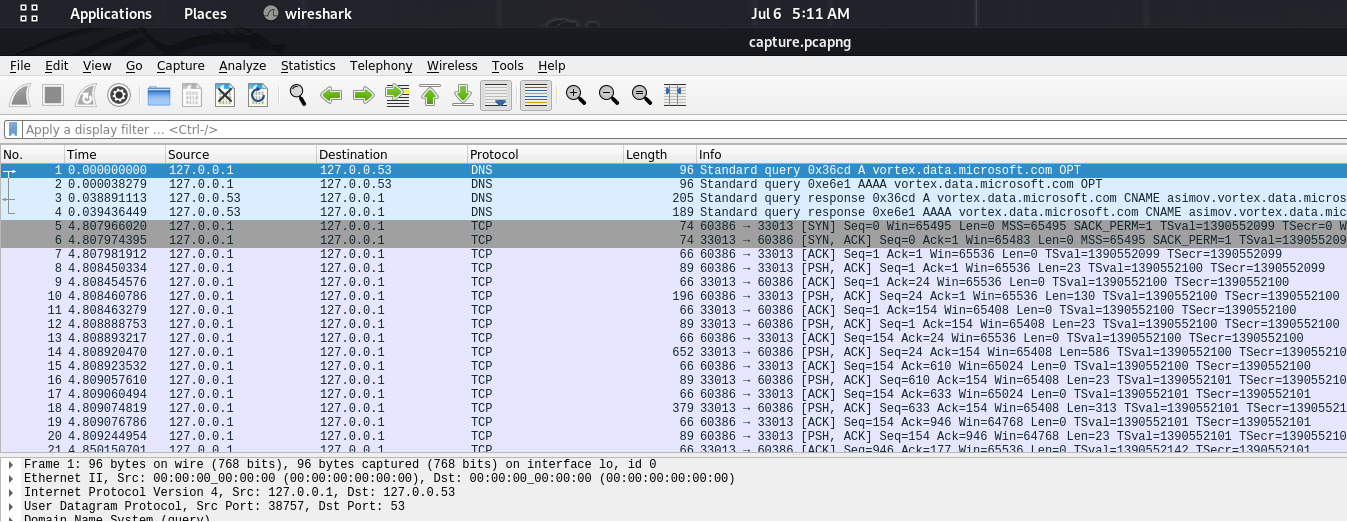 Applications Places wireshark Jul 6 5:11 AM
capture.pcapng
File Edit View Go Capture Analyze Statistics Telephony Wireless Tools Help
Apply a display filter ... <Ctrl-/>
No. Time Source Destination Protocol Length Info
1 0.000000000 127.0.0.1 127.0.0.53 DNS 96 Standard query 0x36cd A vortex.data.microsoft.com OPT
2 0.000038279 127.0.0.1 127.0.0.53 DNS 96 Standard query 0xe6e1 AAAA vortex.data.microsoft.com OPT
3 0.038891113 127.0.0.53 127.0.0.1 DNS 205 Standard query response 0x36cd A vortex.data.microsoft.com CNAME asimov.vortex.data.micros
4 0.039436449 127.0.0.53 127.0.0.1 DNS 189 Standard query response 0xe6e1 AAAA vortex.data.microsoft.com CNAME asimov.vortex.data.mic
5 4.807966020 127.0.0.1 127.0.0.1 TCP 74 60386 → 33013 [SYN] Seq=0 Win=65495 Len=0 MSS=65495 SACK_PERM=1 TSval=1390552099 TSecr=0 W
6 4.807974395 127.0.0.1 127.0.0.1 TCP 74 33013 → 60386 [SYN, ACK] Seq=0 Ack=1 Win=65483 Len=0 MSS=65495 SACK_PERM=1 TSval=139055209
7 4.807981912 127.0.0.1 127.0.0.1 TCP 66 60386 → 33013 [ACK] Seq=1 Ack=1 Win=65536 Len=0 TSval=1390552099 TSecr=1390552099
8 4.808450334 127.0.0.1 127.0.0.1 TCP 89 60386 → 33013 [PSH, ACK] Seq=1 Ack=1 Win=65536 Len=23 TSval=1390552100 TSecr=1390552099
9 4.808454576 127.0.0.1 127.0.0.1 TCP 66 33013 → 60386 [ACK] Seq=1 Ack=24 Win=65536 Len=0 TSval=1390552100 TSecr=1390552100
10 4.808460786 127.0.0.1 127.0.0.1 TCP 196 60386 → 33013 [PSH, ACK] Seq=24 Ack=1 Win=65536 Len=130 TSval=1390552100 TSecr=1390552100
11 4.808463279 127.0.0.1 127.0.0.1 TCP 66 33013 → 60386 [ACK] Seq=1 Ack=154 Win=65408 Len=0 TSval=1390552100 TSecr=1390552100
12 4.808888753 127.0.0.1 127.0.0.1 TCP 89 33013 → 60386 [PSH, ACK] Seq=1 Ack=154 Win=65408 Len=23 TSval=1390552100 TSecr=1390552100
13 4.808893217 127.0.0.1 127.0.0.1 TCP 66 60386 → 33013 [ACK] Seq=154 Ack=24 Win=65536 Len=0 TSval=1390552100 TSecr=1390552100
14 4.808920470 127.0.0.1 127.0.0.1 TCP 652 33013 → 60386 [PSH, ACK] Seq=24 Ack=154 Win=65408 Len=586 TSval=1390552100 TSecr=13905521​0
15 4.808923532 127.0.0.1 127.0.0.1 TCP 66 60386 → 33013 [ACK] Seq=154 Ack=610 Win=65024 Len=0 TSval=1390552100 TSecr=1390552100
16 4.809057610 127.0.0.1 127.0.0.1 TCP 89 33013 → 60386 [PSH, ACK] Seq=610 Ack=154 Win=65408 Len=23 TSval=1390552101 TSecr=139055210
17 4.809060494 127.0.0.1 127.0.0.1 TCP 66 60386 → 33013 [ACK] Seq=154 Ack=633 Win=65024 Len=0 TSval=1390552101 TSecr=1390552101
18 4.809074819 127.0.0.1 127.0.0.1 TCP 379 33013 → 60386 [PSH, ACK] Seq=633 Ack=154 Win=65408 Len=313 TSval=1390552101 TSecr=13905521
19 4.809076786 127.0.0.1 127.0.0.1 TCP 66 60386 → 33013 [ACK] Seq=154 Ack=946 Win=64768 Len=0 TSval=1390552101 TSecr=1390552101
20 4.809244954 127.0.0.1 127.0.0.1 TCP 89 60386 → 33013 [PSH, ACK] Seq=154 Ack=946 Win=64768 Len=23 TSval=1390552101 TSecr=139055210
21 4.850150701 127.0.0.1 127.0.0.1 TCP 66 33013 → 60386 [ACK] Seq=946 Ack=177 Win=65536 Len=0 TSval=1390552142 TSecr=1390552101
Frame 1: 96 bytes on wire (768 bits), 96 bytes captured (768 bits) on interface lo, id 0
Ethernet II, Src: 00:00:00_00:00:00 (00:00:00:00:00:00), Dst: 00:00:00_00:00:00 (00:00:00:00:00:00)
Internet Protocol Version 4, Src: 127.0.0.1, Dst: 127.0.0.53
User Datagram Protocol, Src Port: 38757, Dst Port: 53
Domain Name System (query)